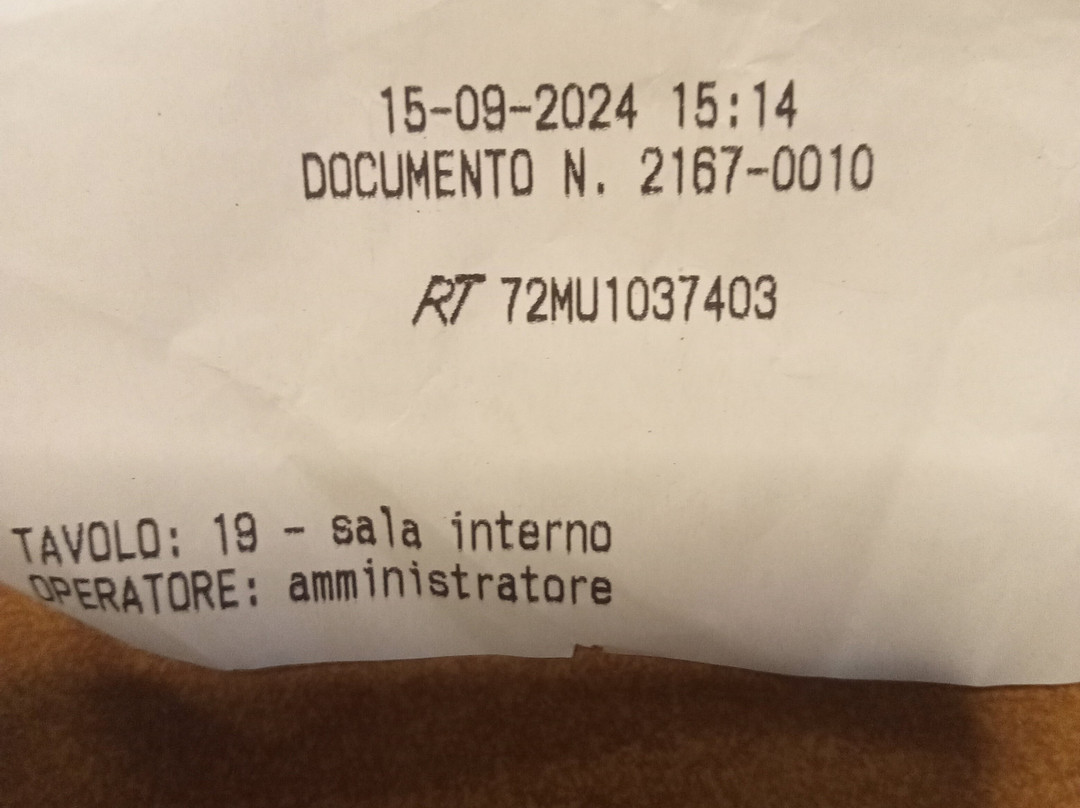 15-09-2024 15:14
DOCUMENTO N. 2167-0010
RT 72MU1037403
TAVOLO: 19 - sala interno
OPERATORE: amministratore